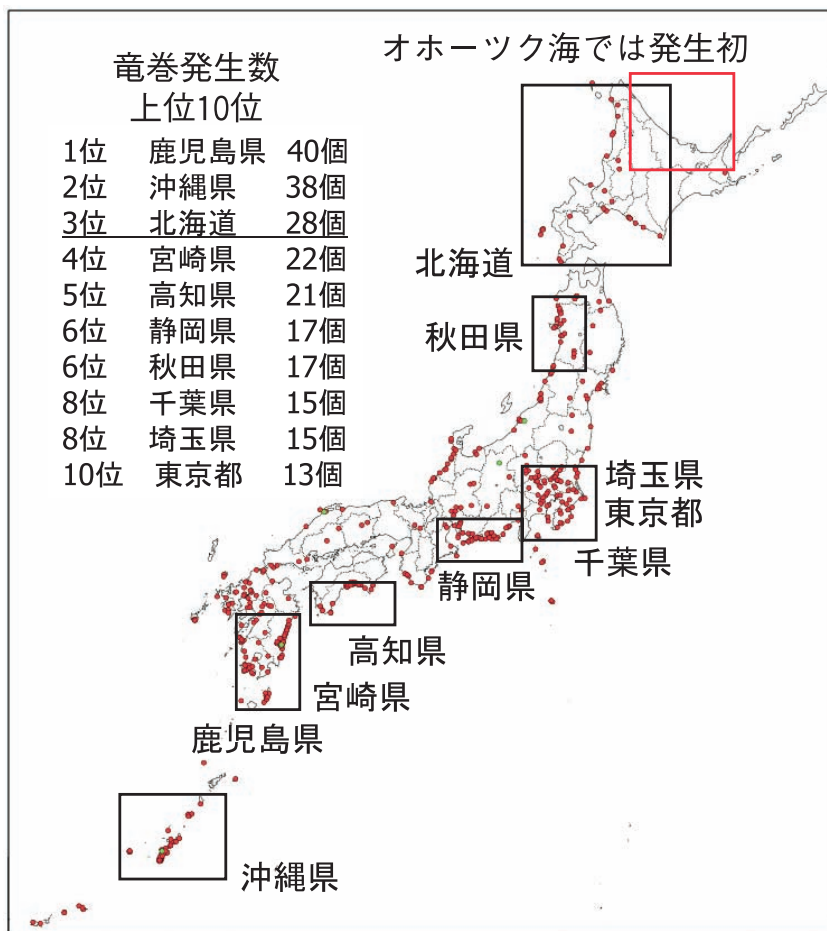 オホーツク海では発生初
竜巻発生数
上位10位
1位 鹿児島県 40個
2位 沖縄県 38個
3位 北海道 28個
4位 宮崎県 22個
5位 高知県 21個
6位 静岡県 17個
6位 秋田県 17個
8位 千葉県 15個
8位 埼玉県 15個
10位 東京都 13個
北海道
秋田県
埼玉県
東京都
千葉県
静岡県
高知県
宮崎県
鹿児島県
沖縄県